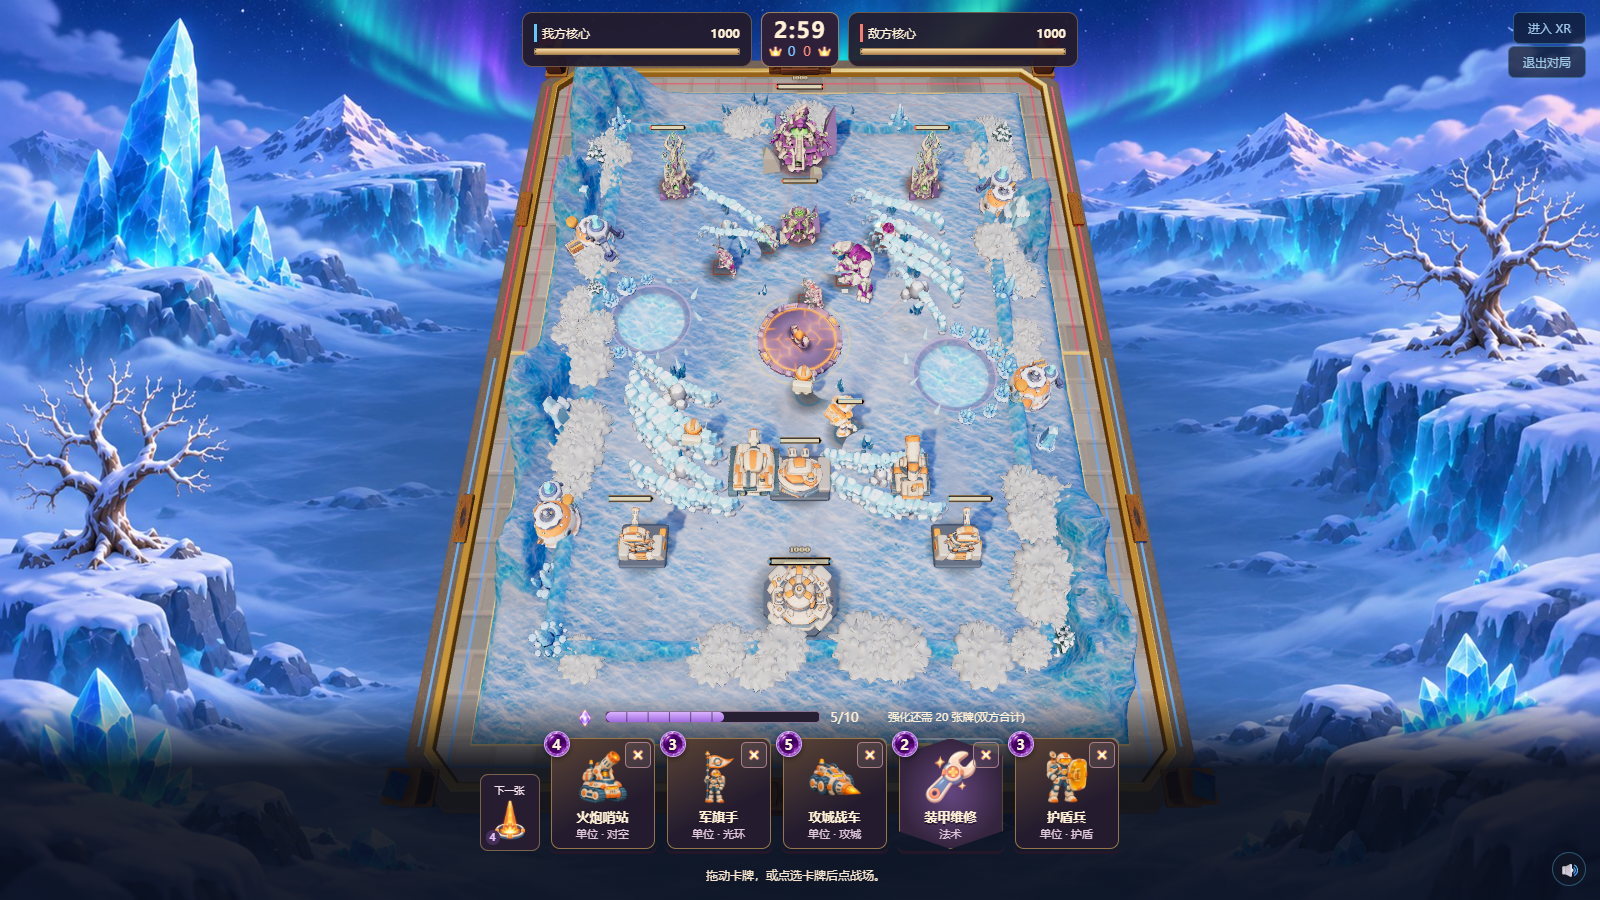 我方核心 1000
2:59
0 0
敌方核心 1000
进入 XR
退出对局
1000
1000
5/10
强化还需 20 张牌(双方合计)
下一张
4
4
火炮哨站
单位 · 对空
3
军旗手
单位 · 光环
5
攻城战车
单位 · 攻城
2
装甲维修
法术
3
护盾兵
单位 · 护盾
拖动卡牌，或点选卡牌后点战场。